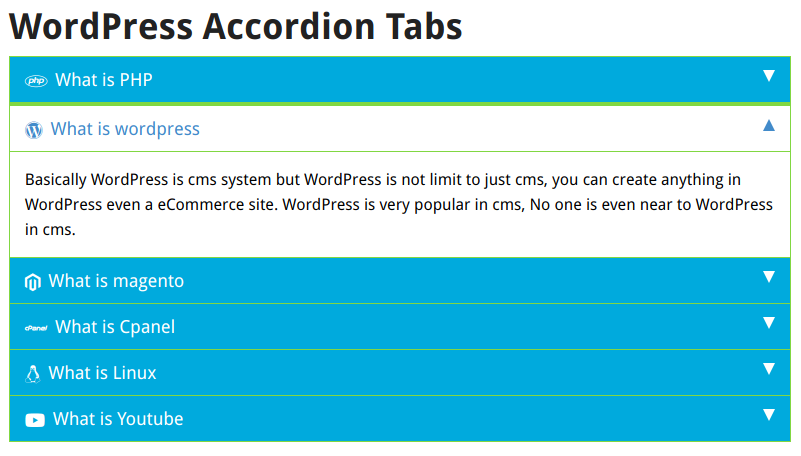 WordPress Accordion Tabs
php What is PHP
What is wordpress
Basically WordPress is cms system but WordPress is not limit to just cms, you can create anything in
WordPress even a eCommerce site. WordPress is very popular in cms, No one is even near to WordPress
in cms.
What is magento
cPanel What is Cpanel
What is Linux
What is Youtube